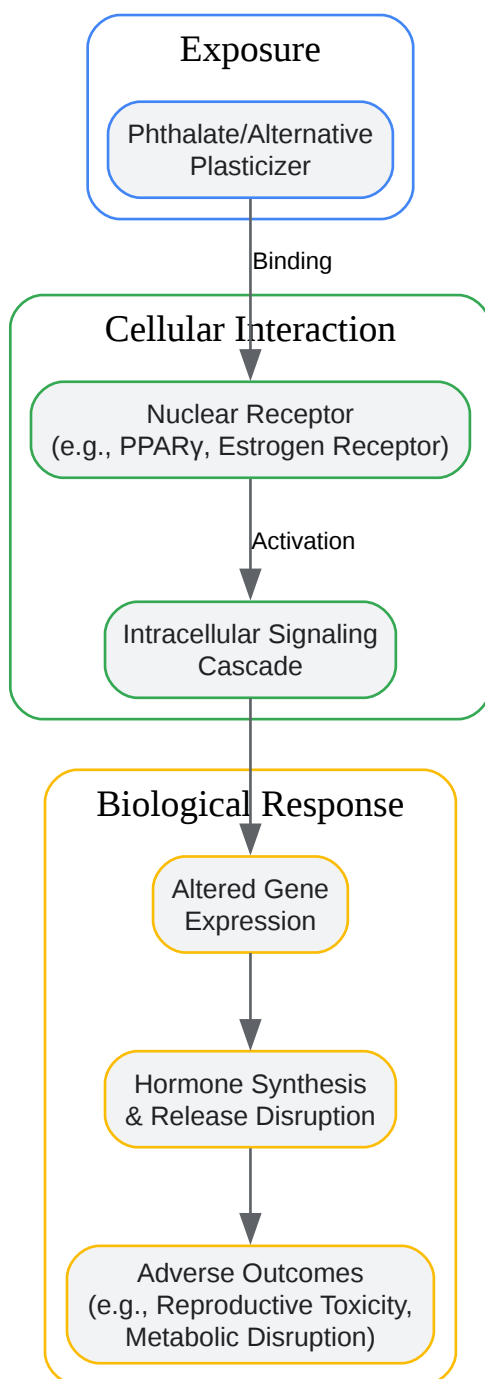 Exposure
Phthalate/Alternative
Plasticizer
Binding
Cellular Interaction
Nuclear Receptor
(e.g., PPARγ, Estrogen Receptor)
Activation
Intracellular Signaling
Cascade
Biological Response
Altered Gene
Expression
Hormone Synthesis
& Release Disruption
Adverse Outcomes
(e.g., Reproductive Toxicity,
Metabolic Disruption)